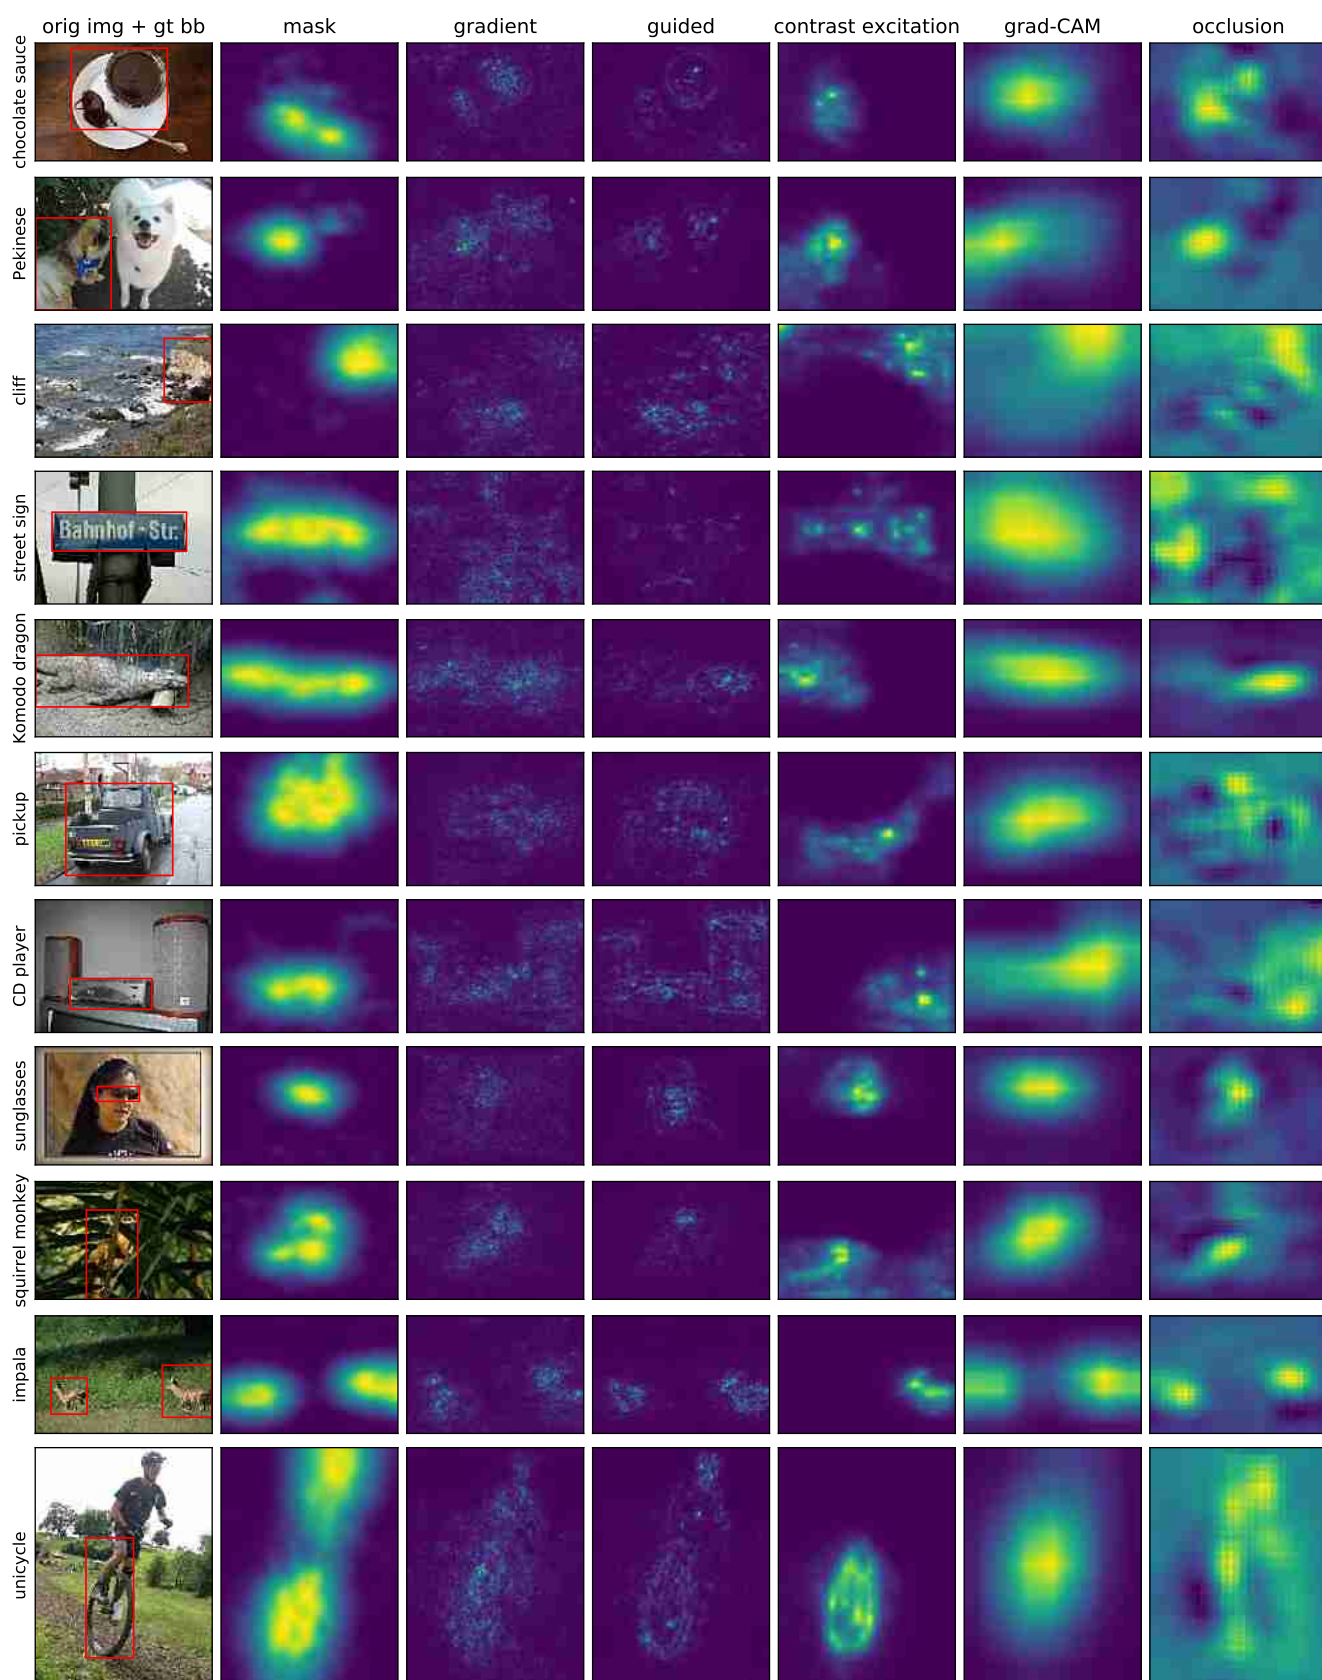 orig img + gt bb mask gradient guided contrast excitation grad-CAM occlusion
chocolate sauce
Pekinese
cliff
street sign
Bahnhof-Str.
Komodo dragon
pickup
CD player
sunglasses
squirrel monkey
impala
unicycle